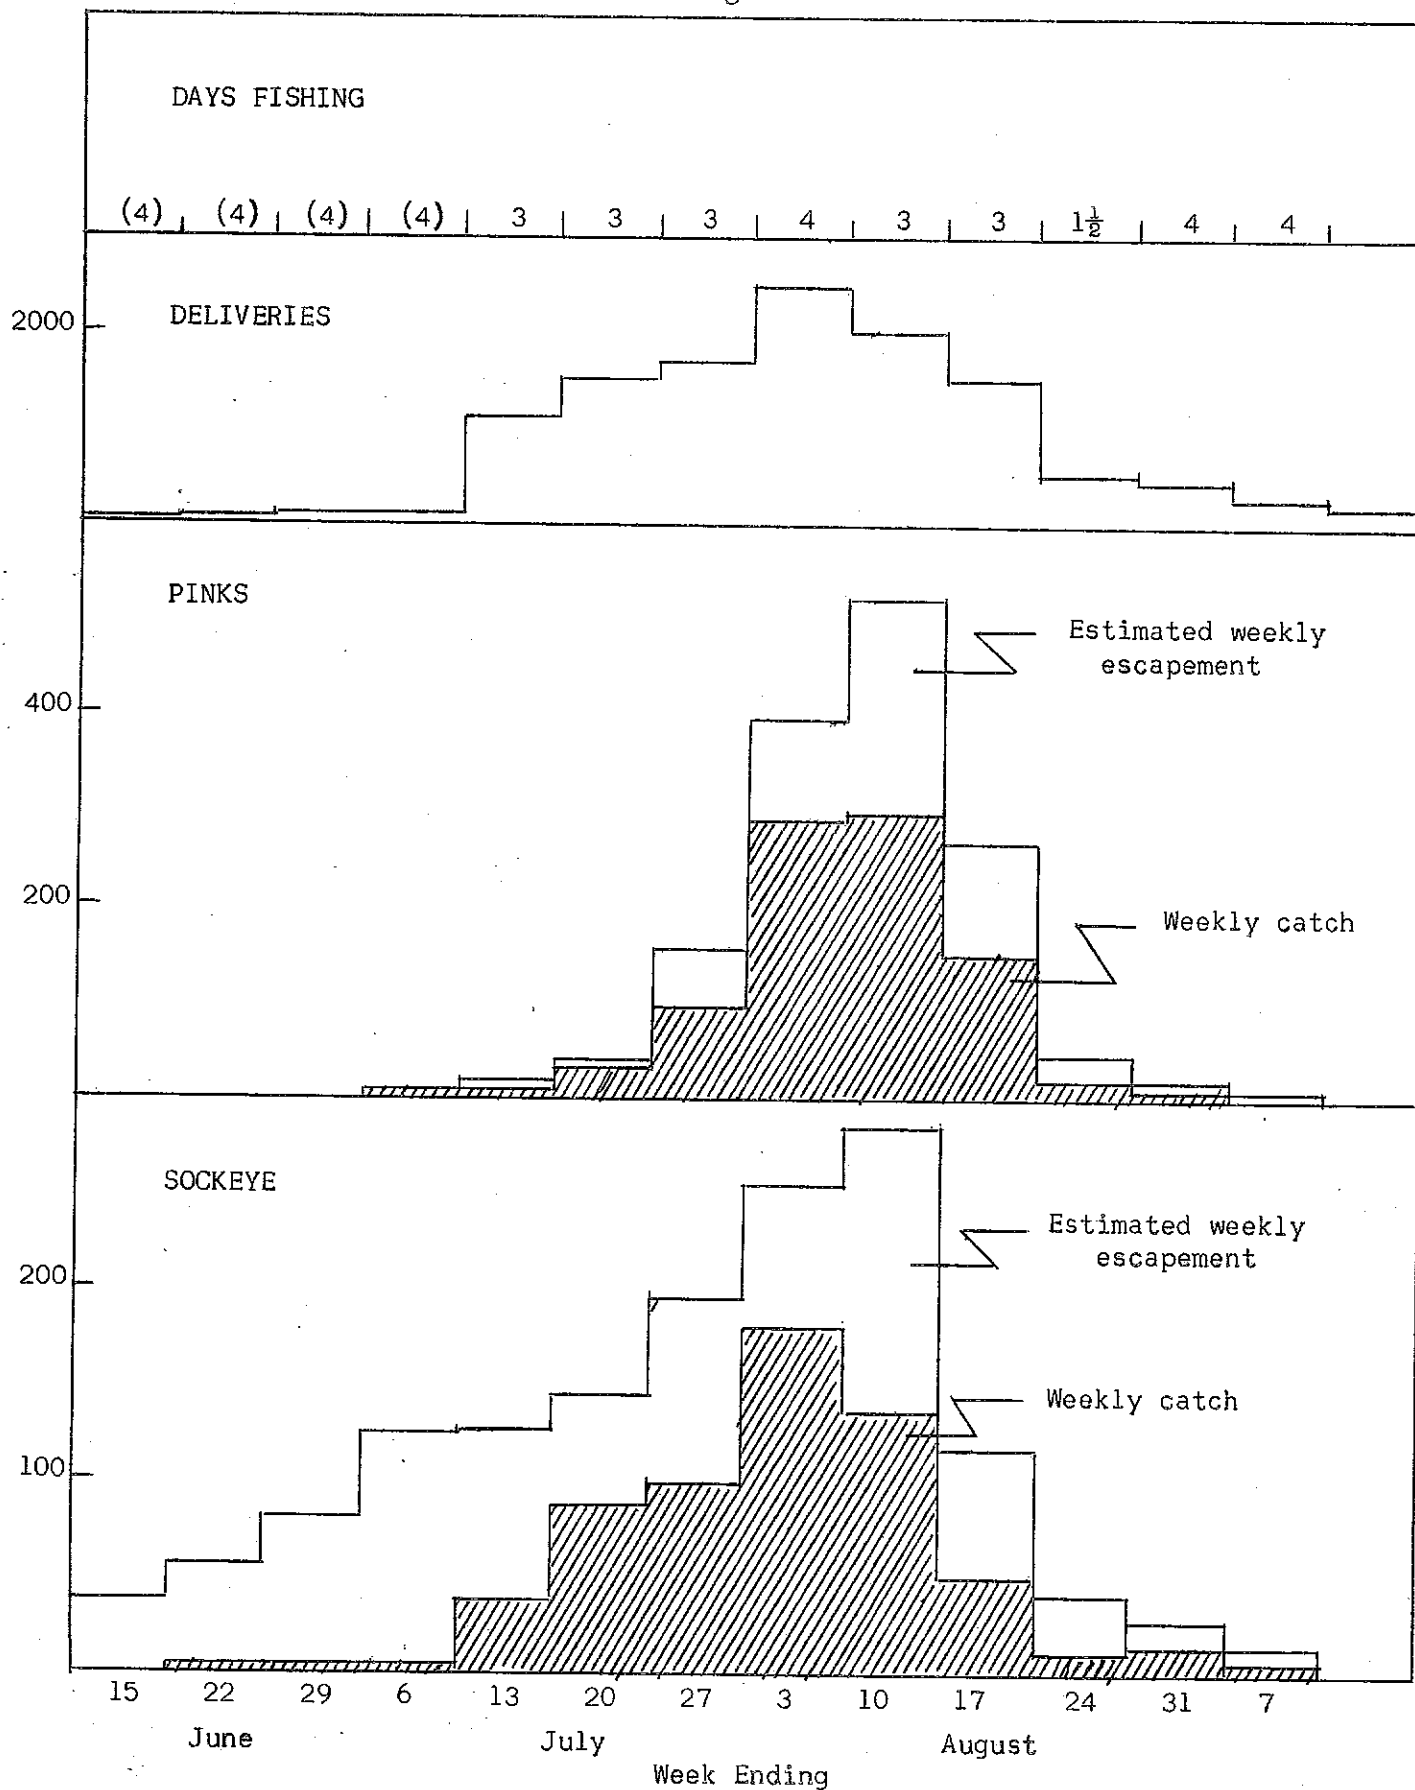 DAYS FISHING
(4) (4) (4) (4) 3 3 3 4 3 3 1½ 4 4
DELIVERIES
2000
PINKS
Estimated weekly
escapement
400
200
Weekly catch
SOCKEYE
Estimated weekly
escapement
200
Weekly catch
100
15 22 29 6 13 20 27 3 10 17 24 31 7
June July August
Week Ending